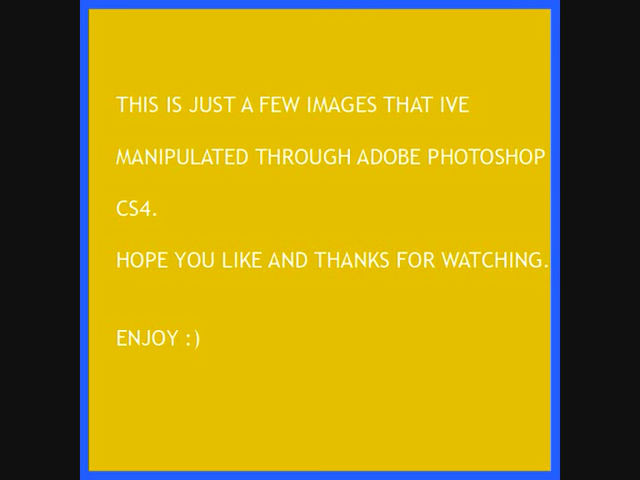 THIS IS JUST A FEW IMAGES THAT IVE
MANIPULATED THROUGH ADOBE PHOTOSHOP
CS4.
HOPE YOU LIKE AND THANKS FOR WATCHING.
ENJOY :)